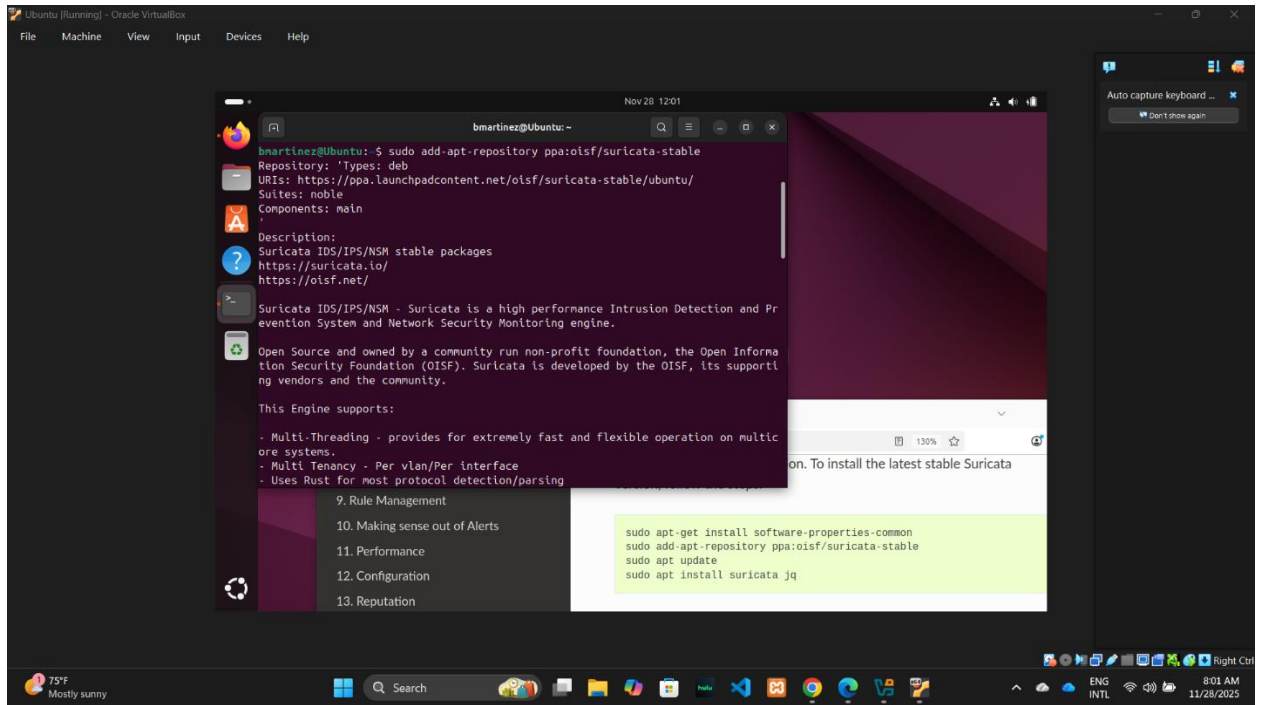 Ubuntu [Running] - Oracle VirtualBox
File Machine View Input Devices Help
Auto capture keyboard ...
Don't show again
Nov 28 12:01
bmartinez@Ubuntu: ~
bmartinez@Ubuntu:~$ sudo add-apt-repository ppa:oisf/suricata-stable
Repository: 'Types: deb
URIs: https://ppa.launchpadcontent.net/oisf/suricata-stable/ubuntu/
Suites: noble
Components: main
'
Description:
Suricata IDS/IPS/NSM stable packages
https://suricata.io/
https://oisf.net/
Suricata IDS/IPS/NSM - Suricata is a high performance Intrusion Detection and Pr
evention System and Network Security Monitoring engine.
Open Source and owned by a community run non-profit foundation, the Open Informa
tion Security Foundation (OISF). Suricata is developed by the OISF, its supporti
ng vendors and the community.
This Engine supports:
- Multi-Threading - provides for extremely fast and flexible operation on multic
ore systems.
- Multi Tenancy - Per vlan/Per interface
- Uses Rust for most protocol detection/parsing
130%
on. To install the latest stable Suricata
9. Rule Management
10. Making sense out of Alerts
11. Performance
12. Configuration
13. Reputation
sudo apt-get install software-properties-common
sudo add-apt-repository ppa:oisf/suricata-stable
sudo apt update
sudo apt install suricata jq
Right Ctrl
1
75°F
Mostly sunny
Search
hulu
ENG
INTL
8:01 AM
11/28/2025